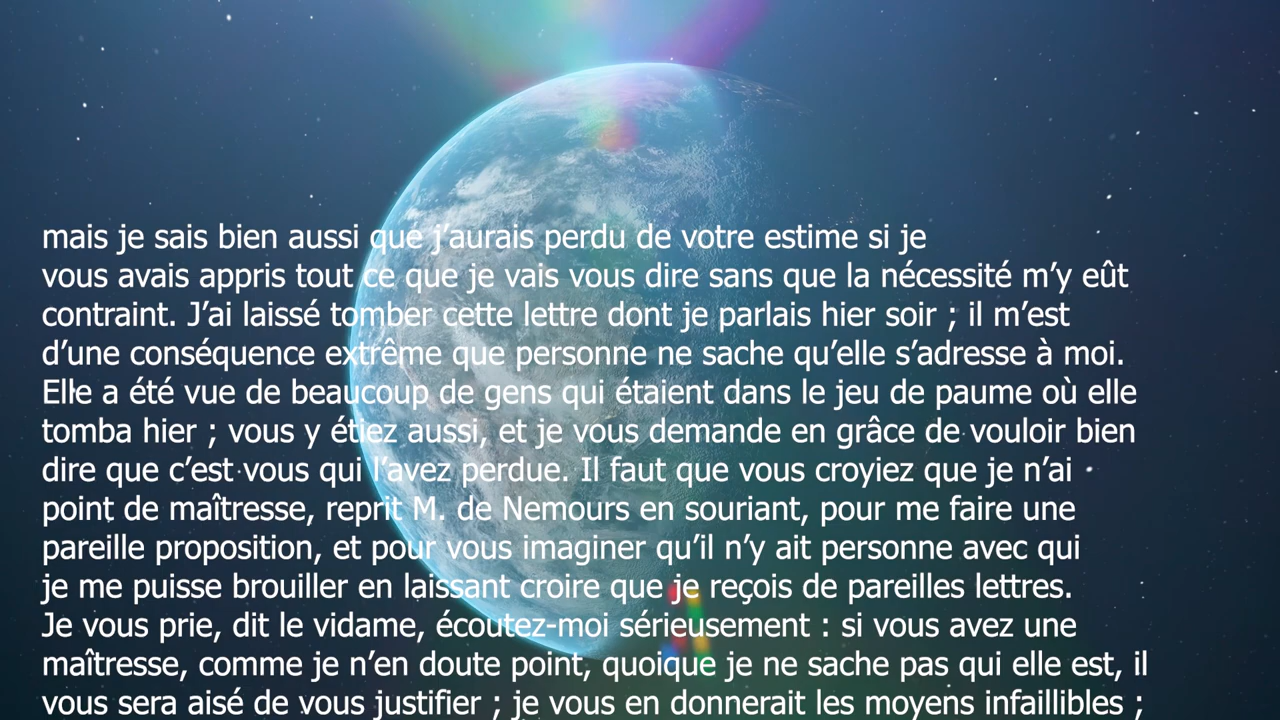 mais je sais bien aussi que j’aurais perdu de votre estime si je
vous avais appris tout ce que je vais vous dire sans que la nécessité m’y eût
contraint. J’ai laissé tomber cette lettre dont je parlais hier soir ; il m’est
d’une conséquence extrême que personne ne sache qu’elle s’adresse à moi.
Elle a été vue de beaucoup de gens qui étaient dans le jeu de paume où elle
tomba hier ; vous y étiez aussi, et je vous demande en grâce de vouloir bien
dire que c’est vous qui l’avez perdue. Il faut que vous croyiez que je n’ai
point de maîtresse, reprit M. de Nemours en souriant, pour me faire une
pareille proposition, et pour vous imaginer qu’il n’y ait personne avec qui
je me puisse brouiller en laissant croire que je reçois de pareilles lettres.
Je vous prie, dit le vidame, écoutez-moi sérieusement : si vous avez une
maîtresse, comme je n’en doute point, quoique je ne sache pas qui elle est, il
vous sera aisé de vous justifier ; je vous en donnerait les moyens infaillibles ;